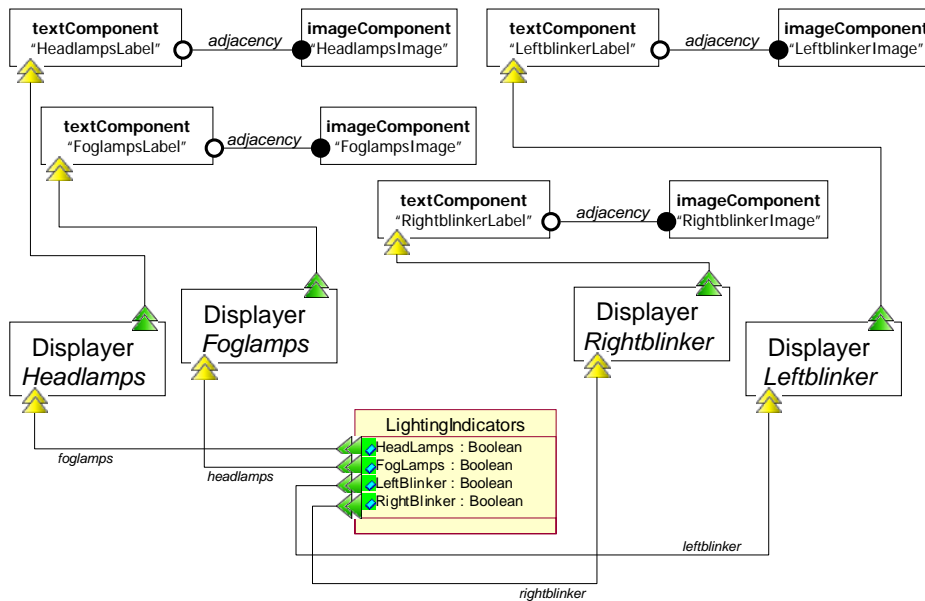 textComponent
“HeadlampsLabel”
adjacency
imageComponent
“HeadlampsImage”
textComponent
“LeftblinkerLabel”
adjacency
imageComponent
“LeftblinkerImage”
textComponent
“FoglampsLabel”
adjacency
imageComponent
“FoglampsImage”
textComponent
“RightblinkerLabel”
adjacency
imageComponent
“RightblinkerImage”
Displayer
Headlamps
Displayer
Foglamps
Displayer
Rightblinker
Displayer
Leftblinker
LightingIndicators
HeadLamps : Boolean
FogLamps : Boolean
LeftBlinker : Boolean
RightBlinker : Boolean
foglamps
headlamps
leftblinker
rightblinker